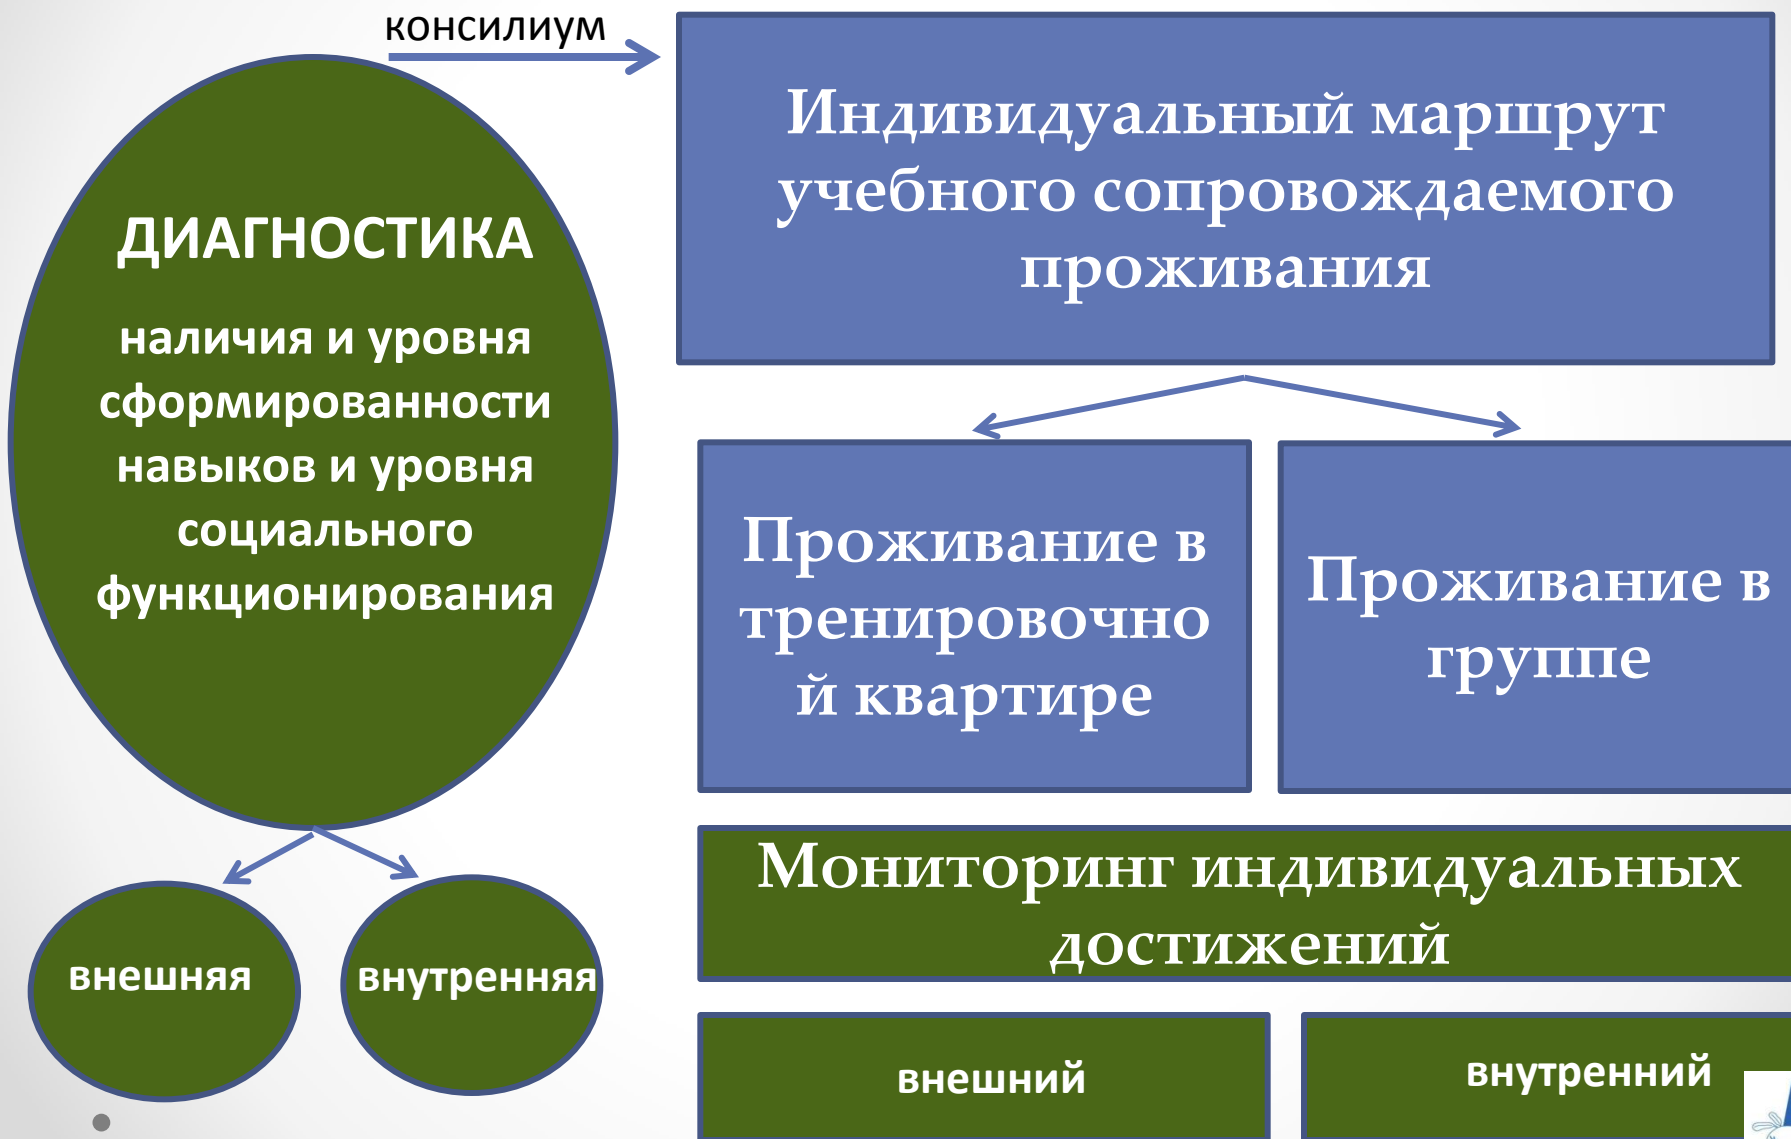 консилиум
Индивидуальный маршрут
учебного сопровождаемого
проживания
ДИАГНОСТИКА
наличия и уровня
сформированности
навыков и уровня
социального
функционирования
Проживание в
тренировочно
й квартире
Проживание в
группе
Мониторинг индивидуальных
достижений
внешняя
внутренняя
внешний
внутренний